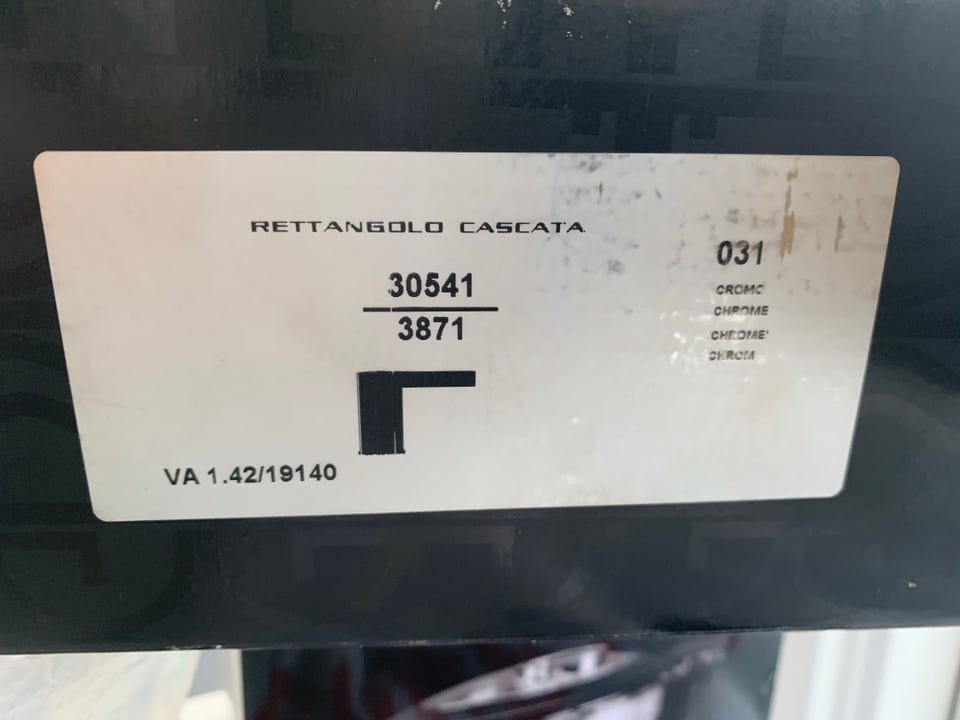 RETTANGOLO CASCATA
30541
3871
031
CROMO
CHROME
CHROME'
CHROM
VA 1.42/19140